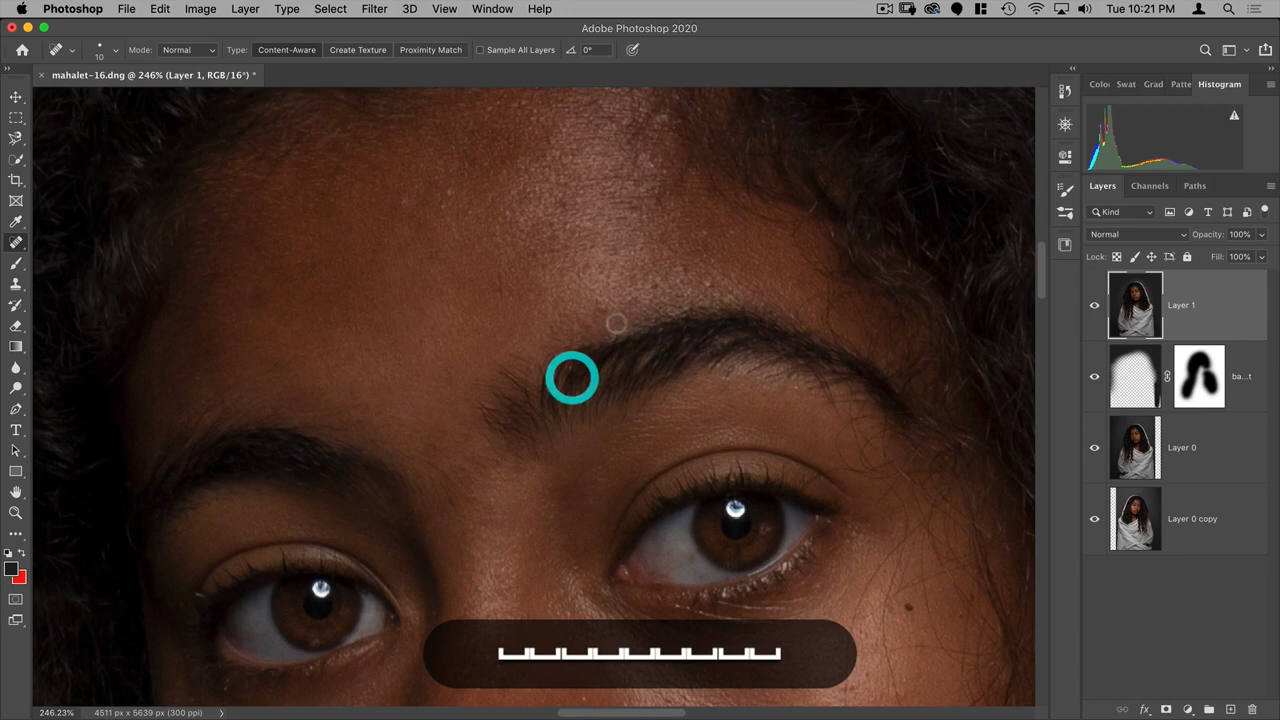 Photoshop File Edit Image Layer Type Select Filter 3D View Window Help Tue 10:21 PM
Adobe Photoshop 2020
10 Mode: Normal Type: Content-Aware Create Texture Proximity Match Sample All Layers 0°
mahalet-16.dng @ 246% (Layer 1, RGB/16*) *
Colo Swat Grad Patte Histogram
Layers Channels Paths
Kind
Normal Opacity: 100%
Lock: Fill: 100%
Layer 1
ba...t
Layer 0
Layer 0 copy
246.23% 4511 px x 5639 px (300 ppi)